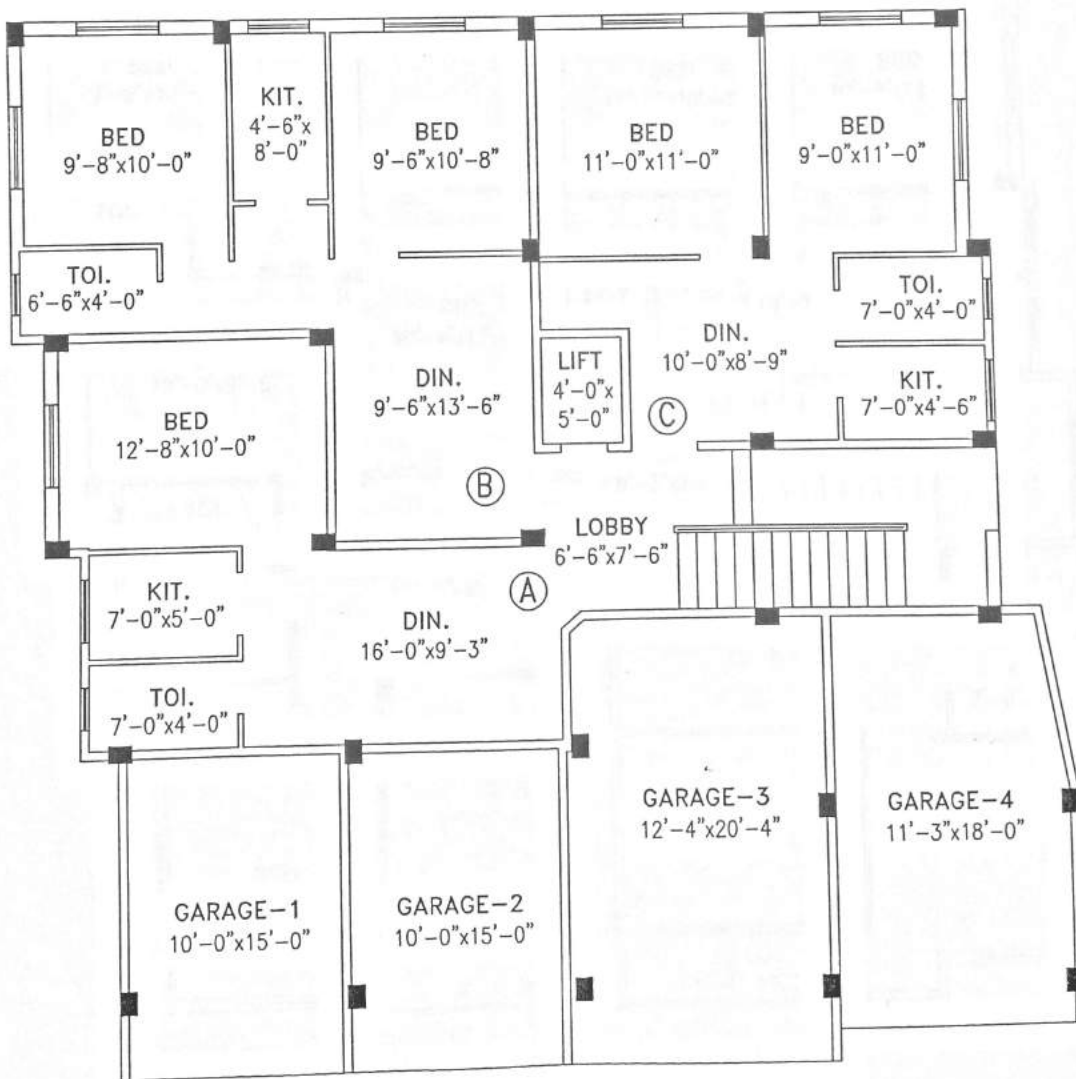 BED
9'-8"x10'-0"
KIT.
4'-6"x
8'-0"
BED
9'-6"x10'-8"
BED
11'-0"x11'-0"
BED
9'-0"x11'-0"
TOI.
6'-6"x4'-0"
TOI.
7'-0"x4'-0"
DIN.
10'-0"x8'-9"
LIFT
4'-0"x
5'-0"
DIN.
9'-6"x13'-6"
KIT.
7'-0"x4'-6"
C
BED
12'-8"x10'-0"
B
LOBBY
6'-6"x7'-6"
A
KIT.
7'-0"x5'-0"
DIN.
16'-0"x9'-3"
TOI.
7'-0"x4'-0"
GARAGE-3
12'-4"x20'-4"
GARAGE-4
11'-3"x18'-0"
GARAGE-1
10'-0"x15'-0"
GARAGE-2
10'-0"x15'-0"